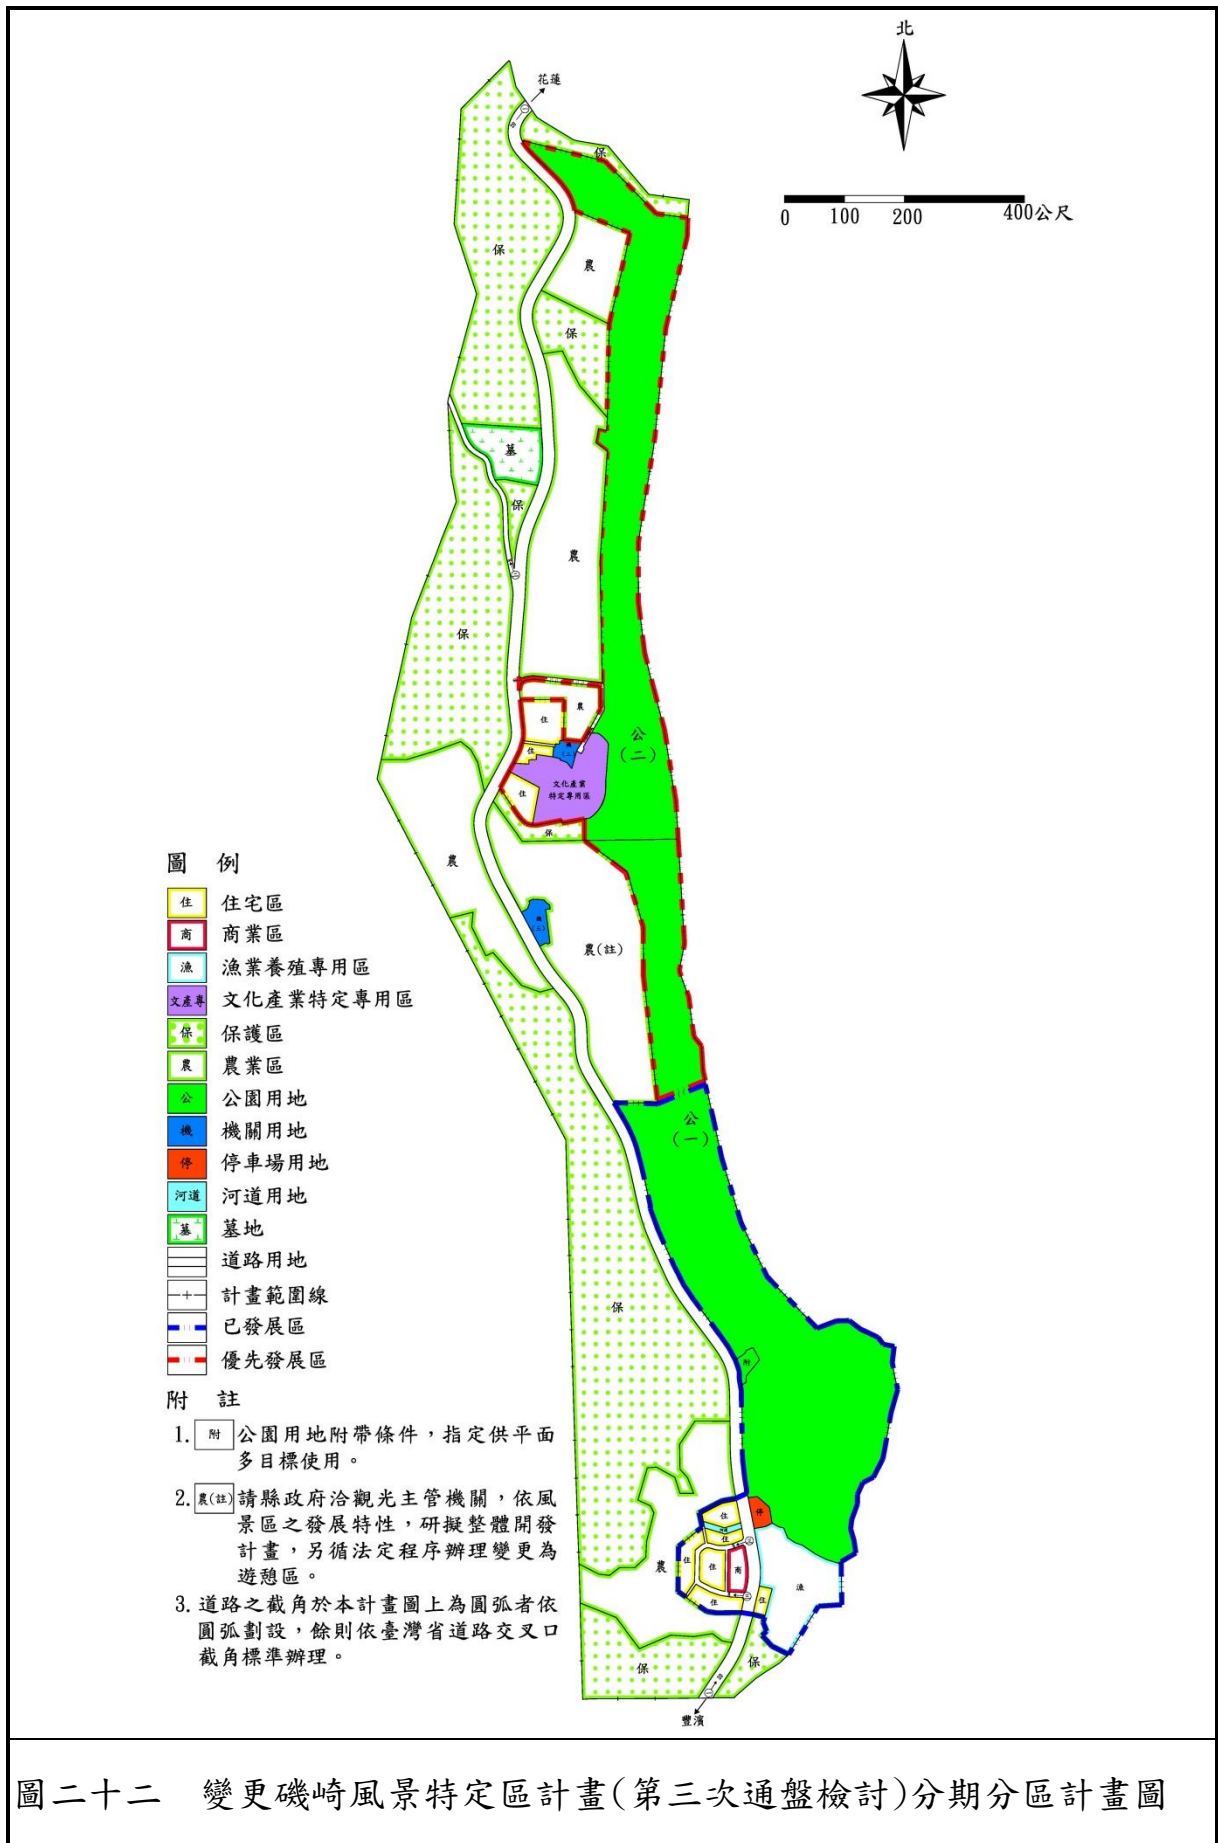 北
花蓮
0 100 200 400公尺
保
保
農
保
墓
保
農
保
農
住
住
機
(二)
公
(二)
文化產業
特定專用區
住
保
農
農(註)
機
公
(一)
保
附
住
停
住
農
住
住
商
漁
住
住
保
保
豐濱
圖 例
住 住宅區
商 商業區
漁 漁業養殖專用區
文產專 文化產業特定專用區
保 保護區
農 農業區
公 公園用地
機 機關用地
停 停車場用地
河道 河道用地
墓 墓地
道路用地
計畫範圍線
已發展區
優先發展區
附 註
1. 附 公園用地附帶條件，指定供平面
多目標使用。
2. 農(註) 請縣政府洽觀光主管機關，依風
景區之發展特性，研擬整體開發
計畫，另循法定程序辦理變更為
遊憩區。
3. 道路之截角於本計畫圖上為圓弧者依
圓弧劃設，餘則依臺灣省道路交叉口
截角標準辦理。
圖二十二 變更磯崎風景特定區計畫(第三次通盤檢討)分期分區計畫圖